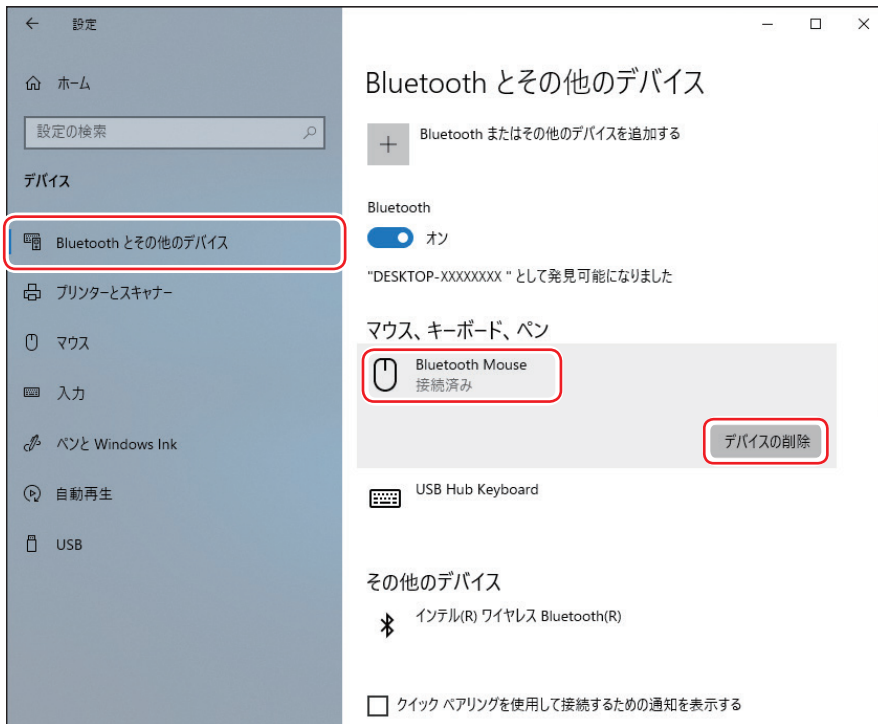 設定
ホーム
設定の検索
デバイス
Bluetooth とその他のデバイス
プリンターとスキャナー
マウス
入力
ペンと Windows Ink
自動再生
USB
Bluetooth とその他のデバイス
Bluetooth またはその他のデバイスを追加する
Bluetooth
オン
"DESKTOP-XXXXXXXX " として発見可能になりました
マウス、キーボード、ペン
Bluetooth Mouse
接続済み
デバイスの削除
USB Hub Keyboard
その他のデバイス
インテル(R) ワイヤレス Bluetooth(R)
クイック ペアリングを使用して接続するための通知を表示する